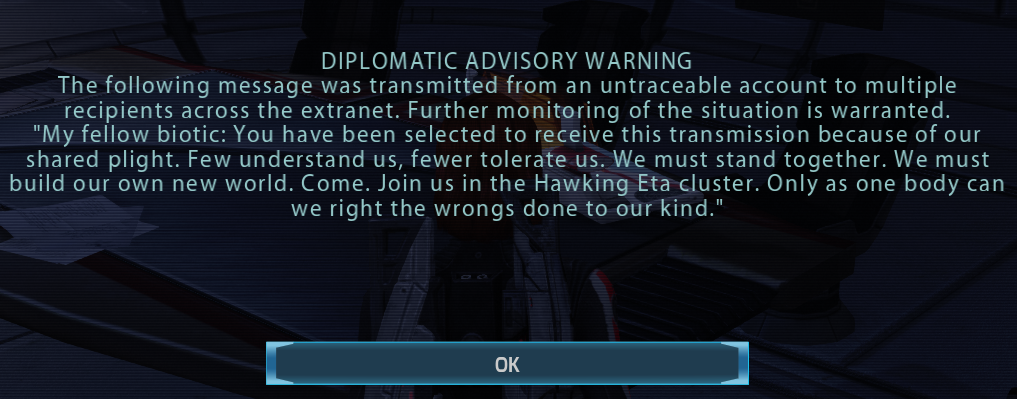 DIPLOMATIC ADVISORY WARNING
The following message was transmitted from an untraceable account to multiple
recipients across the extranet. Further monitoring of the situation is warranted.
"My fellow biotic: You have been selected to receive this transmission because of our
shared plight. Few understand us, fewer tolerate us. We must stand together. We must
build our own new world. Come. Join us in the Hawking Eta cluster. Only as one body can
we right the wrongs done to our kind."
OK